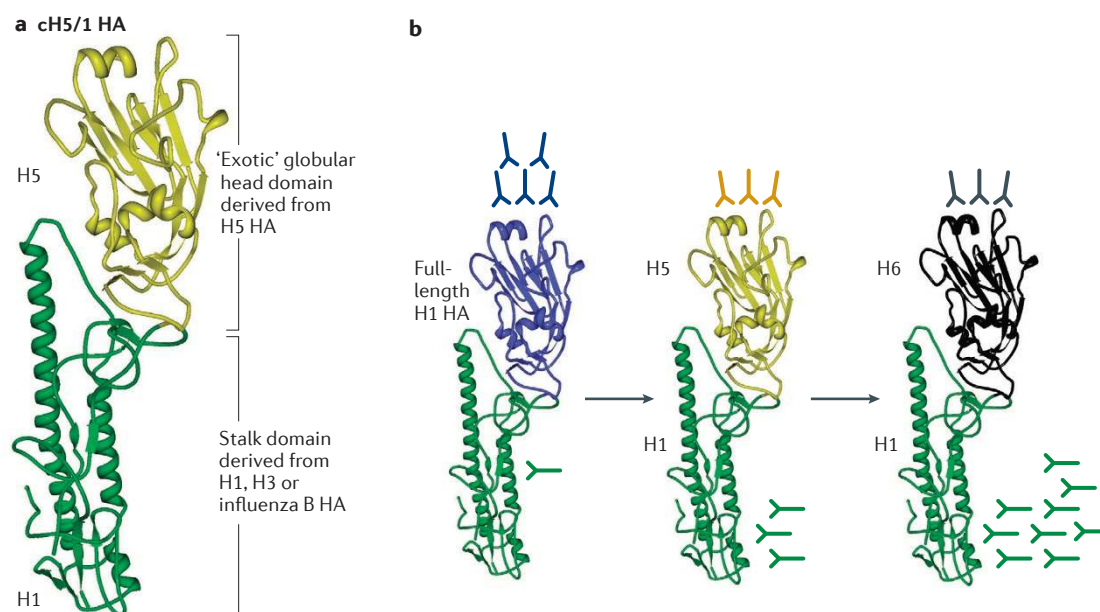 a cH5/1 HA
H5
‘Exotic’ globular
head domain
derived from
H5 HA
Stalk domain
derived from
H1, H3 or
influenza B HA
H1
b
Full-
length
H1 HA
H5
H1
H6
H1